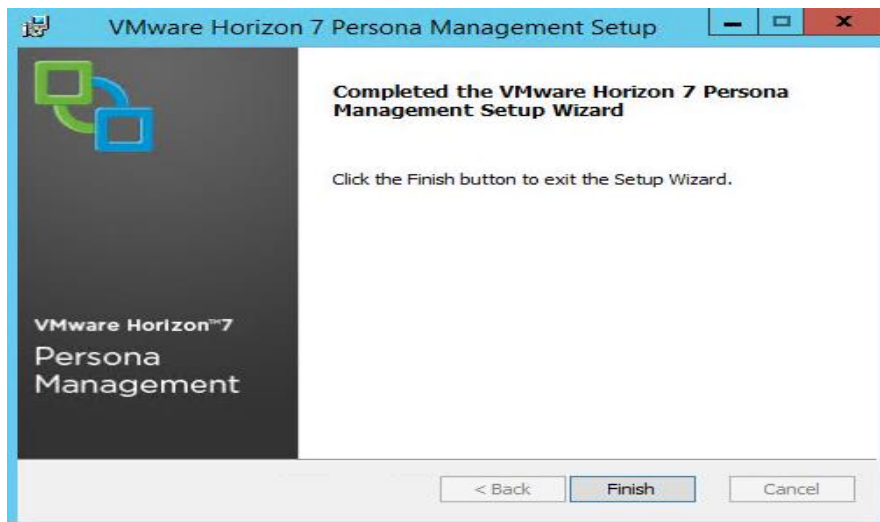 VMware Horizon 7 Persona Management Setup
Completed the VMware Horizon 7 Persona
Management Setup Wizard
Click the Finish button to exit the Setup Wizard.
VMware Horizon™7
Persona
Management
< Back
Finish
Cancel